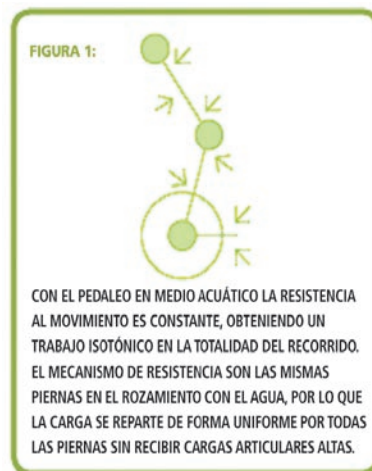 FIGURA 1:
CON EL PEDALEO EN MEDIO ACUÁTICO LA RESISTENCIA
AL MOVIMIENTO ES CONSTANTE, OBTENIENDO UN
TRABAJO ISOTÓNICO EN LA TOTALIDAD DEL RECORRIDO.
EL MECANISMO DE RESISTENCIA SON LAS MISMAS
PIERNAS EN EL ROZAMIENTO CON EL AGUA, POR LO QUE
LA CARGA SE REPARTE DE FORMA UNIFORME POR TODAS
LAS PIERNAS SIN RECIBIR CARGAS ARTICULARES ALTAS.